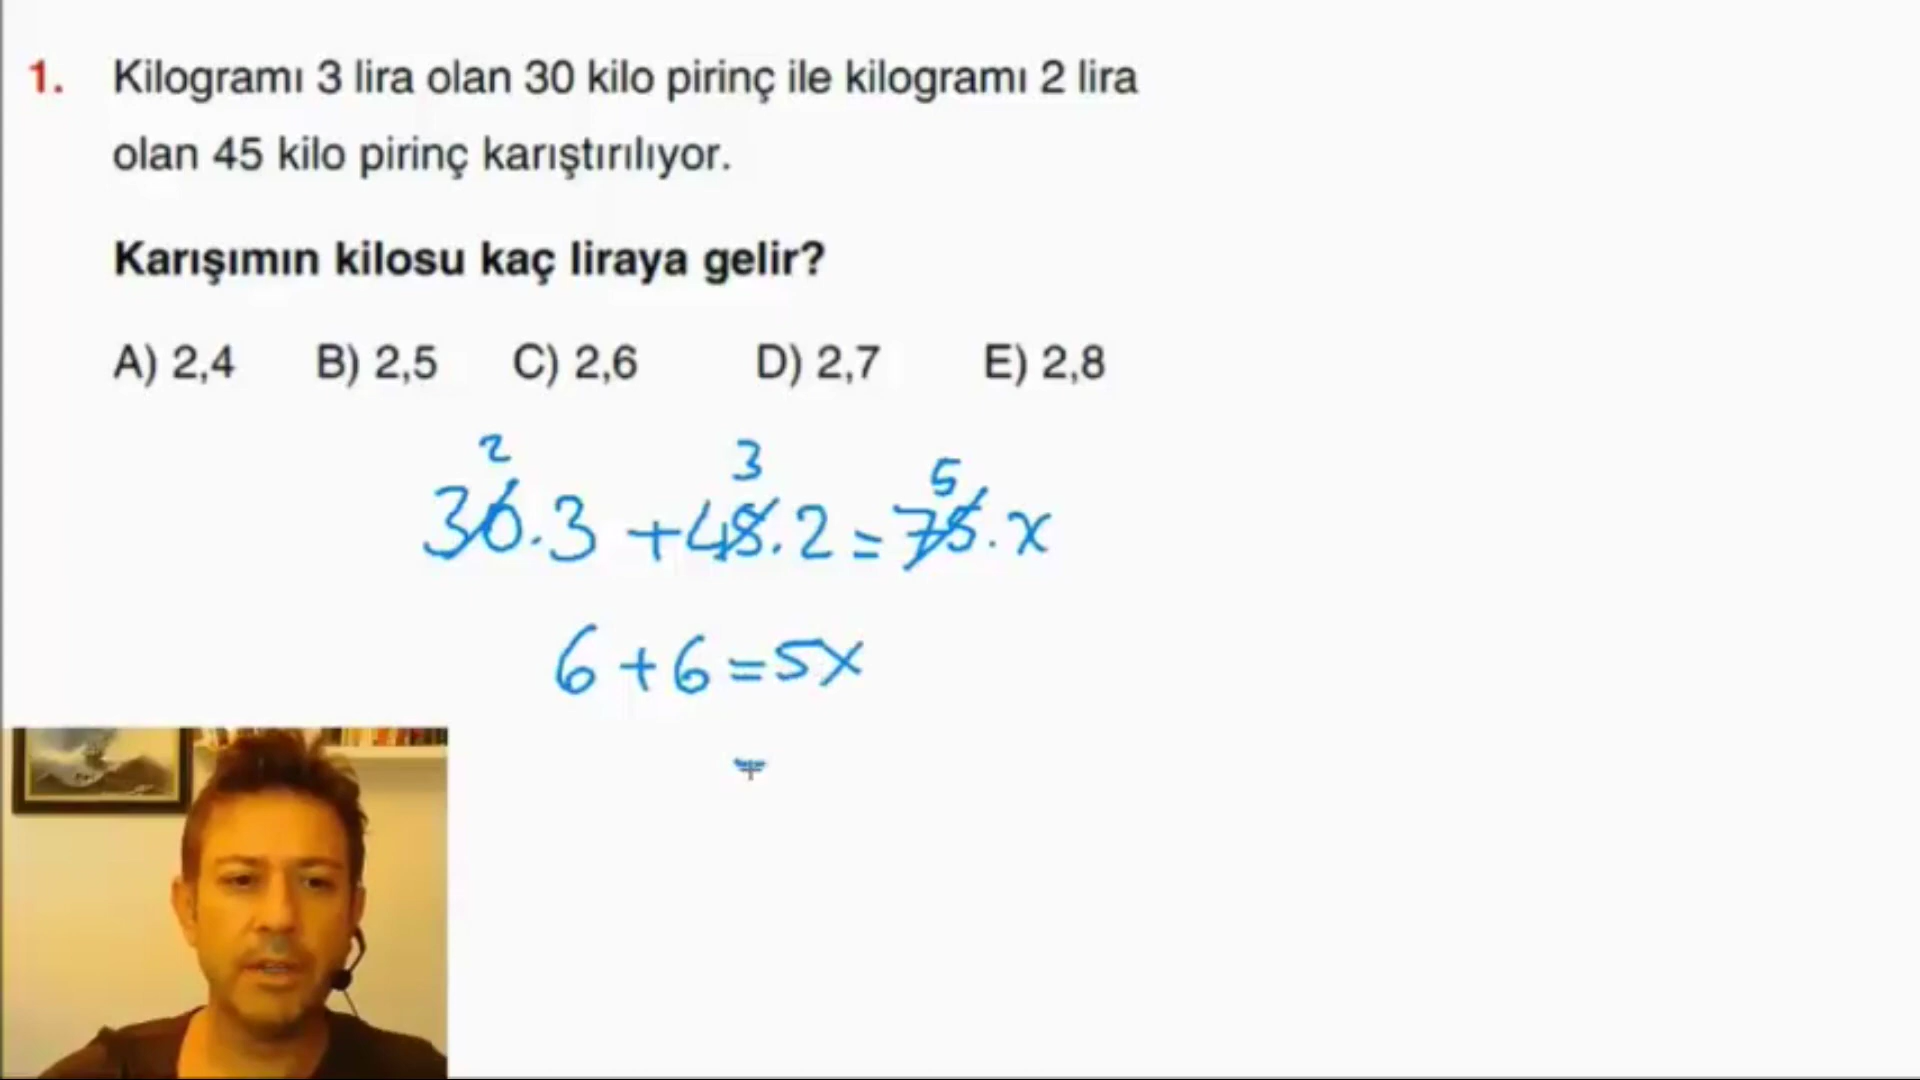 1. Kilogramı 3 lira olan 30 kilo pirinç ile kilogramı 2 lira
olan 45 kilo pirinç karıştırılıyor.
Karışımın kilosu kaç liraya gelir?
A) 2,4 B) 2,5 C) 2,6 D) 2,7 E) 2,8
2 3 5
30.3 +45.2=75.x
6+6=5x